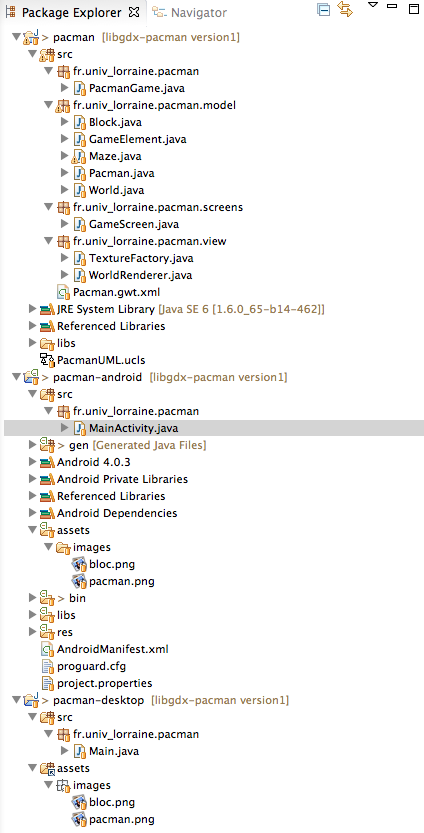 Package Explorer Navigator
> pacman [libgdx-pacman version1]
src
fr.univ_lorraine.pacman
PacmanGame.java
fr.univ_lorraine.pacman.model
Block.java
GameElement.java
Maze.java
Pacman.java
World.java
fr.univ_lorraine.pacman.screens
GameScreen.java
fr.univ_lorraine.pacman.view
TextureFactory.java
WorldRenderer.java
Pacman.gwt.xml
JRE System Library [Java SE 6 [1.6.0_65-b14-462]]
Referenced Libraries
libs
PacmanUML.ucls
> pacman-android [libgdx-pacman version1]
src
fr.univ_lorraine.pacman
MainActivity.java
> gen [Generated Java Files]
Android 4.0.3
Android Private Libraries
Referenced Libraries
Android Dependencies
assets
images
bloc.png
pacman.png
> bin
libs
res
AndroidManifest.xml
proguard.cfg
project.properties
> pacman-desktop [libgdx-pacman version1]
src
fr.univ_lorraine.pacman
Main.java
assets
images
bloc.png
pacman.png